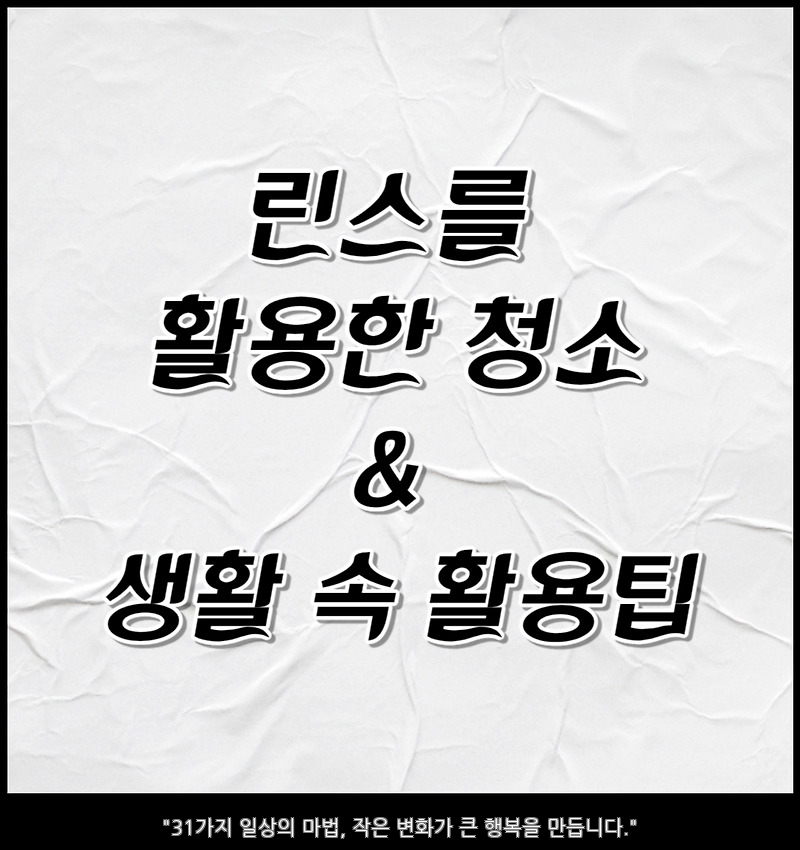 린스를
활용한 청소
&
생활 속 활용팁
"31가지 일상의 마법, 작은 변화가 큰 행복을 만듭니다."